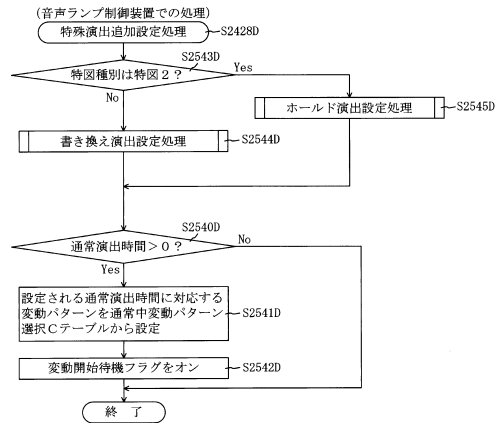 (音声ランプ制御装置での処理)
特殊演出追加設定処理
S2428D
S2543D
特図種別は特図2?
Yes
No
ホールド演出設定処理
S2545D
書き換え演出設定処理
S2544D
S2540D
通常演出時間>0?
No
Yes
設定される通常演出時間に対応する
変動パターンを通常中変動パターン
選択Cテーブルから設定
S2541D
変動開始待機フラグをオン
S2542D
終 了